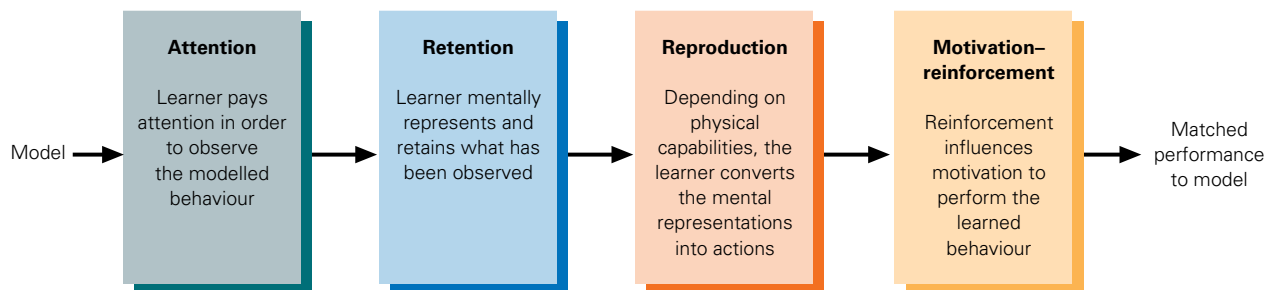 Model
Attention
Learner pays
attention in order
to observe
the modelled
behaviour
Retention
Learner mentally
represents and
retains what has
been observed
Reproduction
Depending on
physical
capabilities, the
learner converts
the mental
representations
into actions
Motivation–
reinforcement
Reinforcement
influences
motivation to
perform the
learned
behaviour
Matched
performance
to model